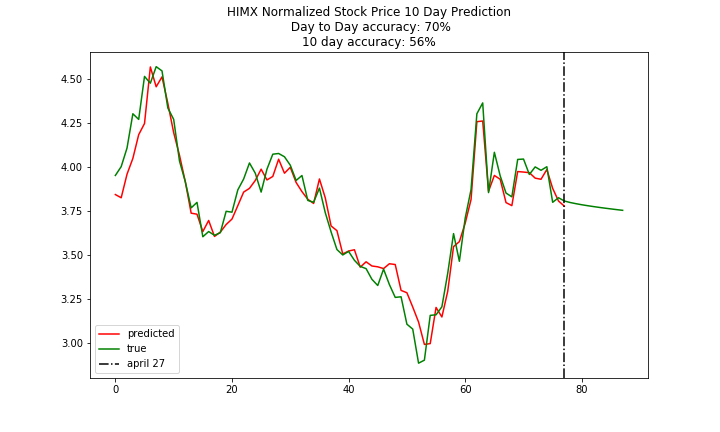 HIMX Normalized Stock Price 10 Day Prediction
Day to Day accuracy: 70%
10 day accuracy: 56%
4.50
4.25
4.00
3.75
3.50
3.25
3.00
predicted
true
april 27
0
20
40
60
80